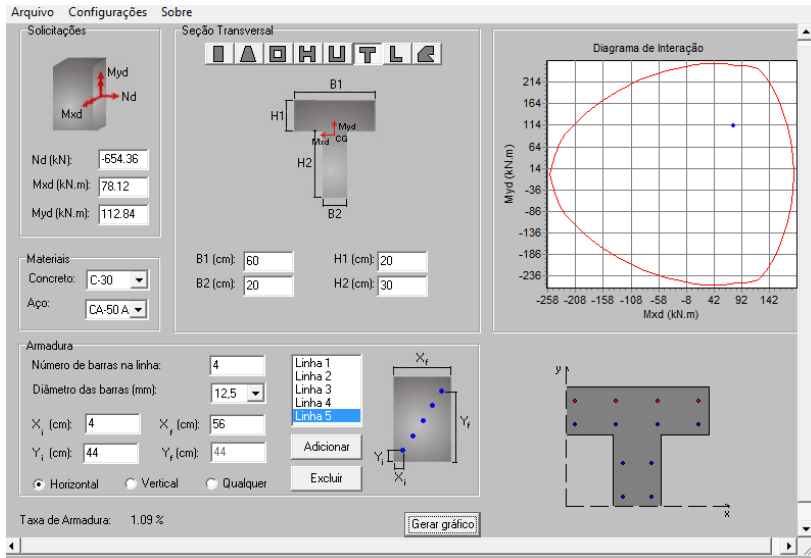 Arquivo Configurações Sobre
Solicitações
Myd
Nd
Mxd
Nd (kN): -654.36
Mxd (kN.m): 78.12
Myd (kN.m): 112.84
Materiais
Concreto: C-30
Aço: CA-50 A
Seção Transversal
B1
H1
Myd
Mxd CG
H2
B2
B1 (cm): 60 H1 (cm): 20
B2 (cm): 20 H2 (cm): 30
Diagrama de Interação
Myd (kN.m)
214
164
114
64
14
-36
-86
-136
-186
-236
-258 -208 -158 -108 -58 -8 42 92 142
Mxd (kN.m)
Armadura
Número de barras na linha: 4
Diâmetro das barras (mm): 12,5
Xi (cm): 4 Xf (cm): 56
Yi (cm): 44 Yf (cm): 44
Horizontal Vertical Qualquer
Linha 1
Linha 2
Linha 3
Linha 4
Linha 5
Adicionar
Excluir
Xf
Yf
Yi
Xi
y
x
Taxa de Armadura: 1.09 %
Gerar gráfico